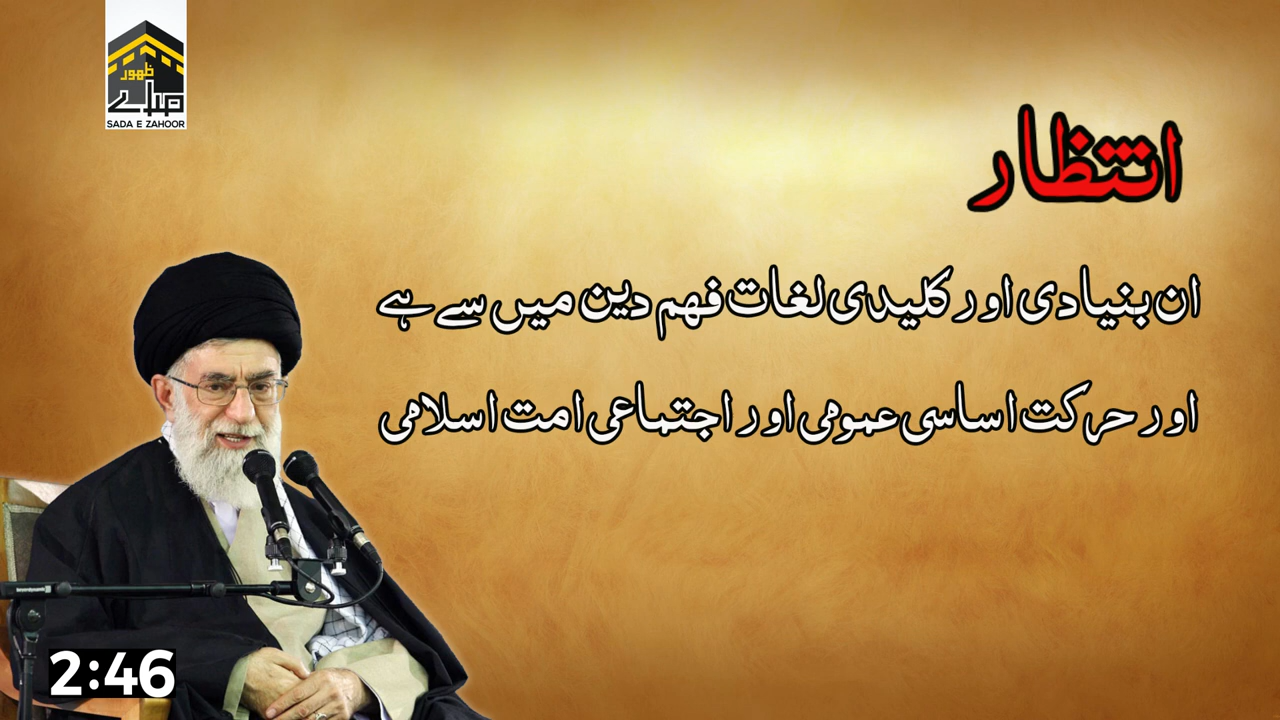 ظہور
صدائے
SADA E ZAHOOR
انتظار
ان بنیادی اور کلیدی لغات فهم دین میں سے ہے
اور حرکت اساسی عمومی اور اجتماعی امت اسلامی
2:46